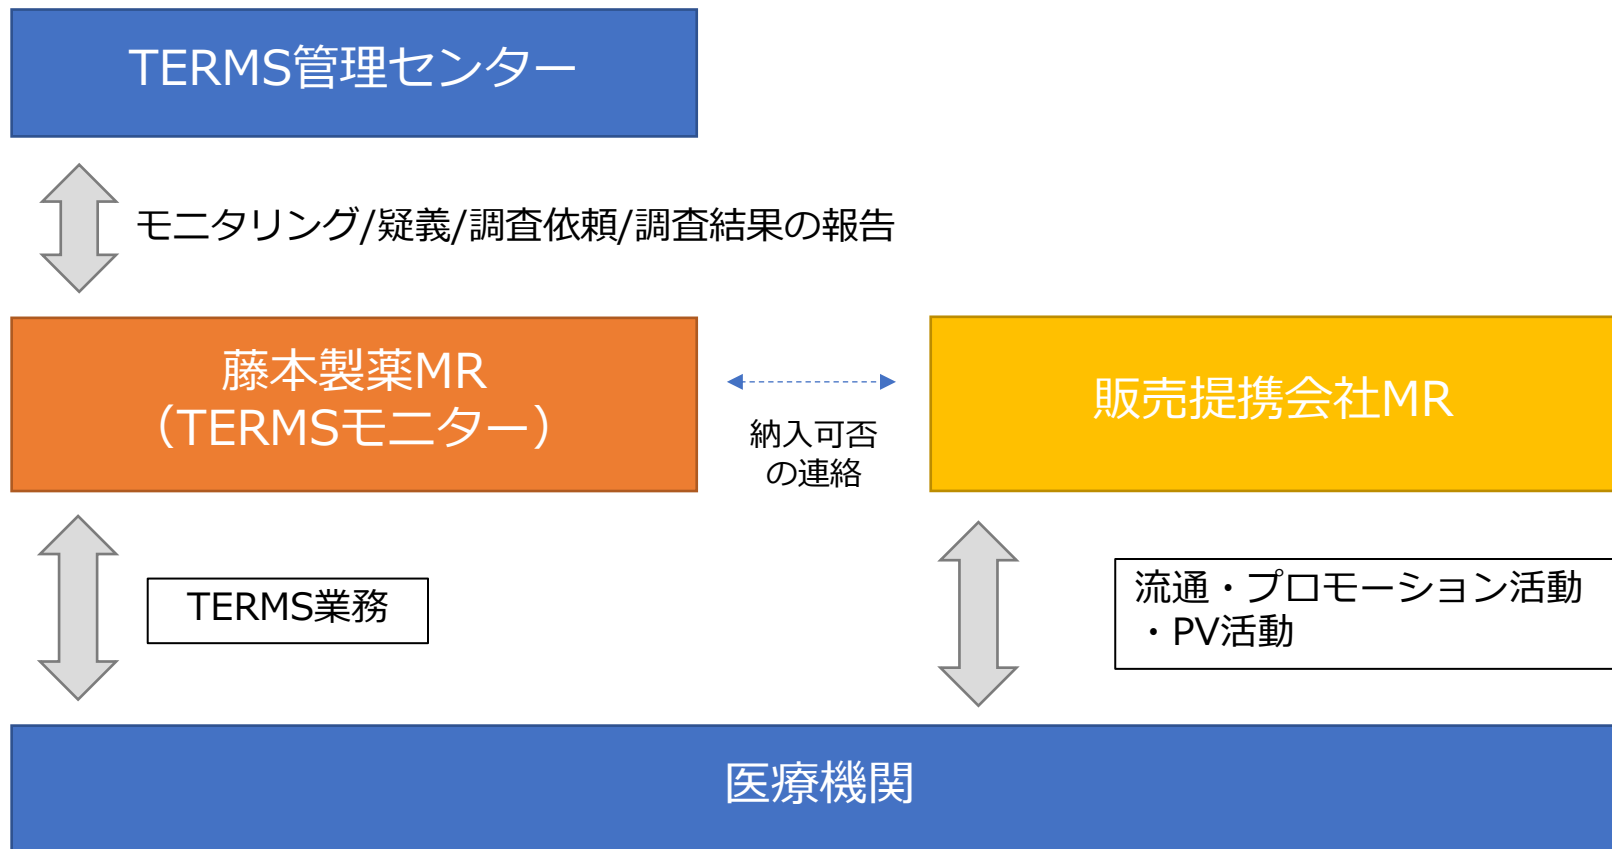 TERMS管理センター
モニタリング/疑義/調査依頼/調査結果の報告
藤本製薬MR
（TERMSモニター）
納入可否
の連絡
販売提携会社MR
TERMS業務
流通・プロモーション活動
・PV活動
医療機関